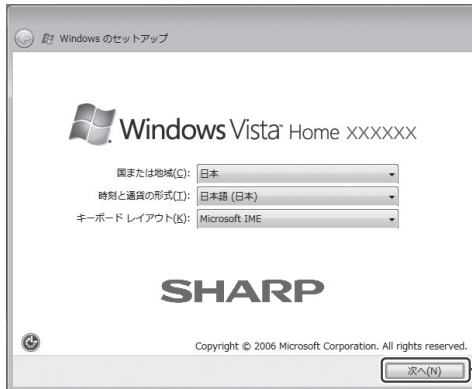 Windows のセットアップ
Windows Vista™ Home xxxxxx
国または地域(C): 日本
時刻と通貨の形式(T): 日本語 (日本)
キーボード レイアウト(K): Microsoft IME
SHARP
Copyright © 2006 Microsoft Corporation. All rights reserved.
次へ(N)